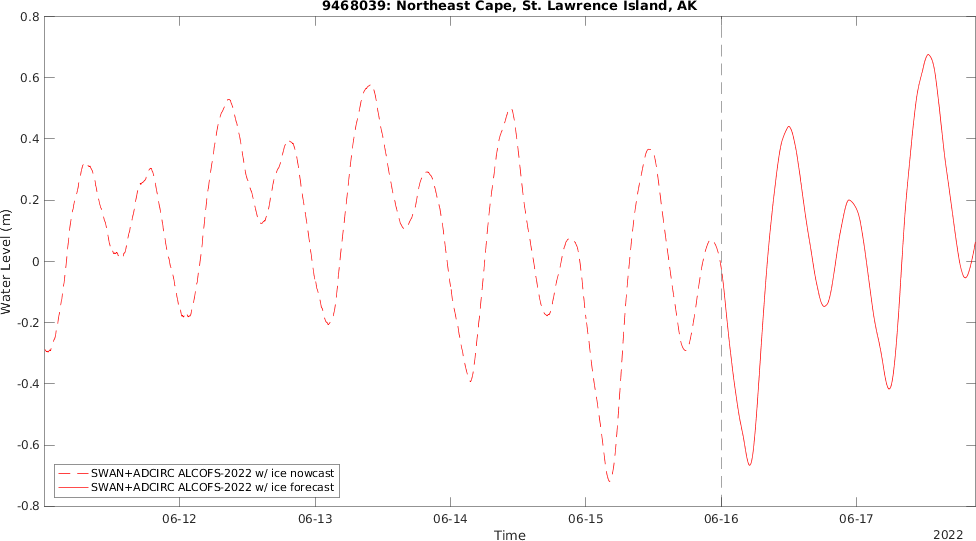 9468039: Northeast Cape, St. Lawrence Island, AK
0.8
0.6
0.4
0.2
0
-0.2
-0.4
-0.6
-0.8
Water Level (m)
SWAN+ADCIRC ALCOFS-2022 w/ ice nowcast
SWAN+ADCIRC ALCOFS-2022 w/ ice forecast
06-12 06-13 06-14 06-15 06-16 06-17
Time
2022